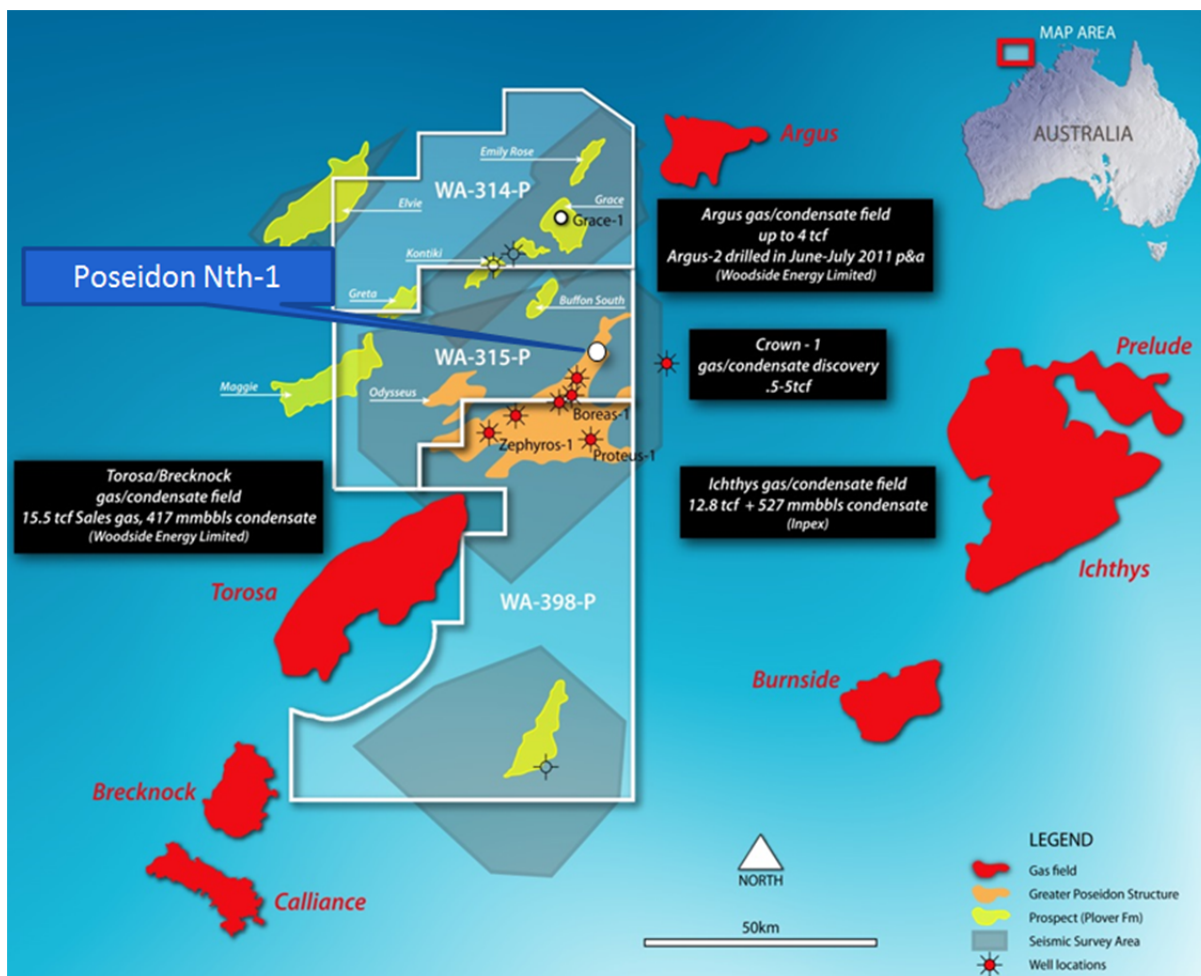 MAP AREA
AUSTRALIA
Argus
Emily Rose
WA-314-P
Elvie
Grace
Grace-1
Kontiki
Argus gas/condensate field
up to 4 tcf
Argus-2 drilled in June-July 2011 p&a
(Woodside Energy Limited)
Poseidon Nth-1
Greta
Buffon South
WA-315-P
Crown - 1
gas/condensate discovery
.5-5tcf
Prelude
Maggie
Odysseus
Boreas-1
Zephyros-1
Proteus-1
Torosa/Brecknock
gas/condensate field
15.5 tcf Sales gas, 417 mmbbls condensate
(Woodside Energy Limited)
Ichthys gas/condensate field
12.8 tcf + 527 mmbbls condensate
(Inpex)
Ichthys
Torosa
WA-398-P
Burnside
Brecknock
Calliance
NORTH
50km
LEGEND
Gas field
Greater Poseidon Structure
Prospect (Plover Fm)
Seismic Survey Area
Well locations